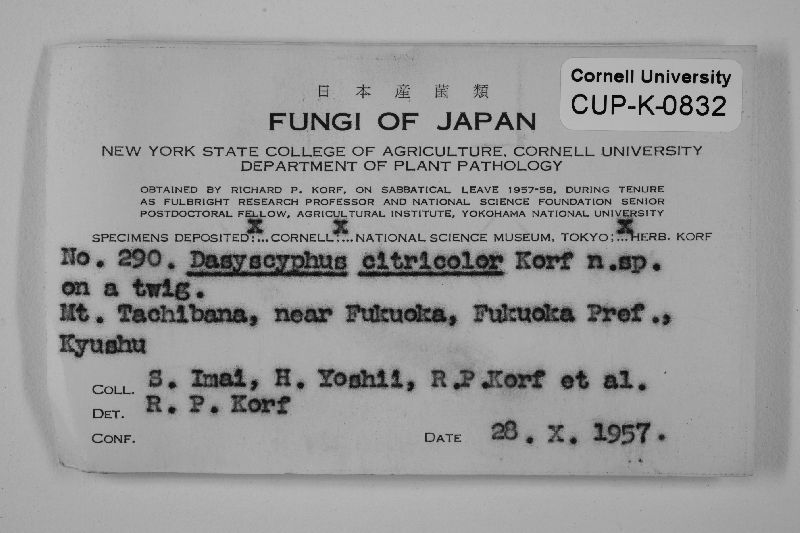 日本産菌類
Cornell University
CUP-K-0832
FUNGI OF JAPAN
NEW YORK STATE COLLEGE OF AGRICULTURE, CORNELL UNIVERSITY
DEPARTMENT OF PLANT PATHOLOGY
OBTAINED BY RICHARD P. KORF, ON SABBATICAL LEAVE 1957-58, DURING TENURE
AS FULBRIGHT RESEARCH PROFESSOR AND NATIONAL SCIENCE FOUNDATION SENIOR
POSTDOCTORAL FELLOW, AGRICULTURAL INSTITUTE, YOKOHAMA NATIONAL UNIVERSITY
X X X
SPECIMENS DEPOSITED:...CORNELL;...NATIONAL SCIENCE MUSEUM, TOKYO;...HERB. KORF
No. 290. Dasyscyphus citricolor Korf n.sp.
on a twig.
Mt. Tachibana, near Fukuoka, Fukuoka Pref.,
Kyushu
COLL. S. Imai, H. Yoshii, R.P.Korf et al.
DET. R. P. Korf
CONF. DATE 28. X. 1957.